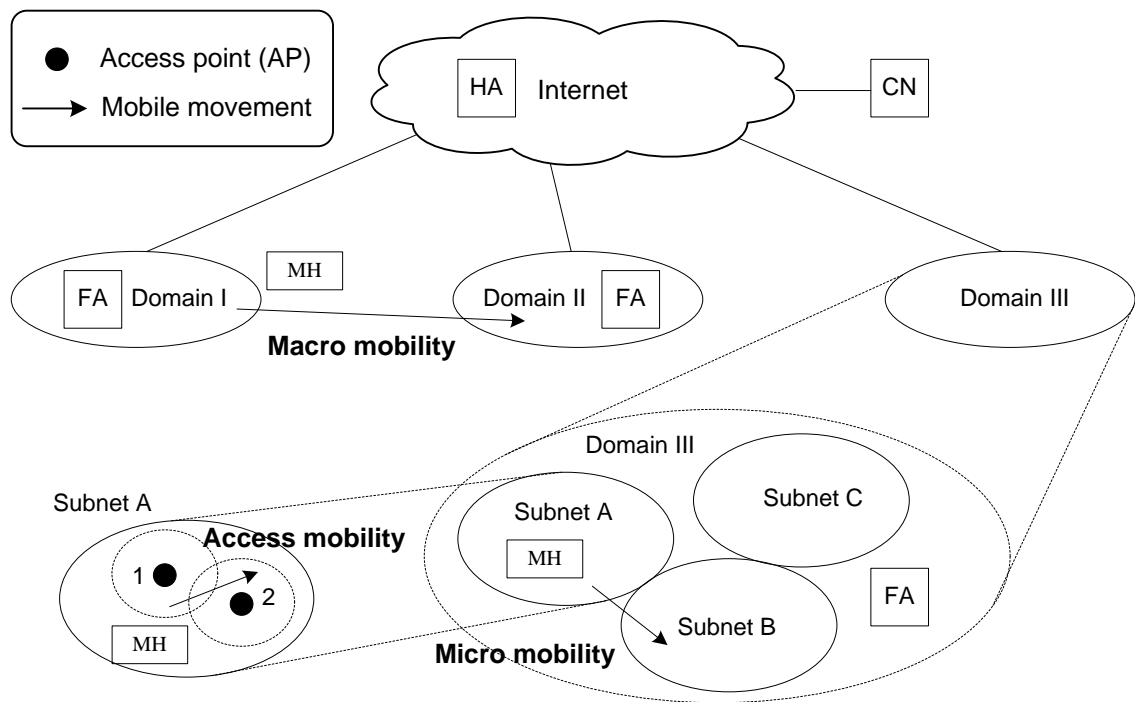 Access point (AP)
Mobile movement
HA
Internet
CN
MH
FA
Domain I
Domain II
FA
Domain III
Macro mobility
Domain III
Subnet A
Subnet C
Subnet A
Access mobility
MH
1
2
FA
MH
Subnet B
Micro mobility